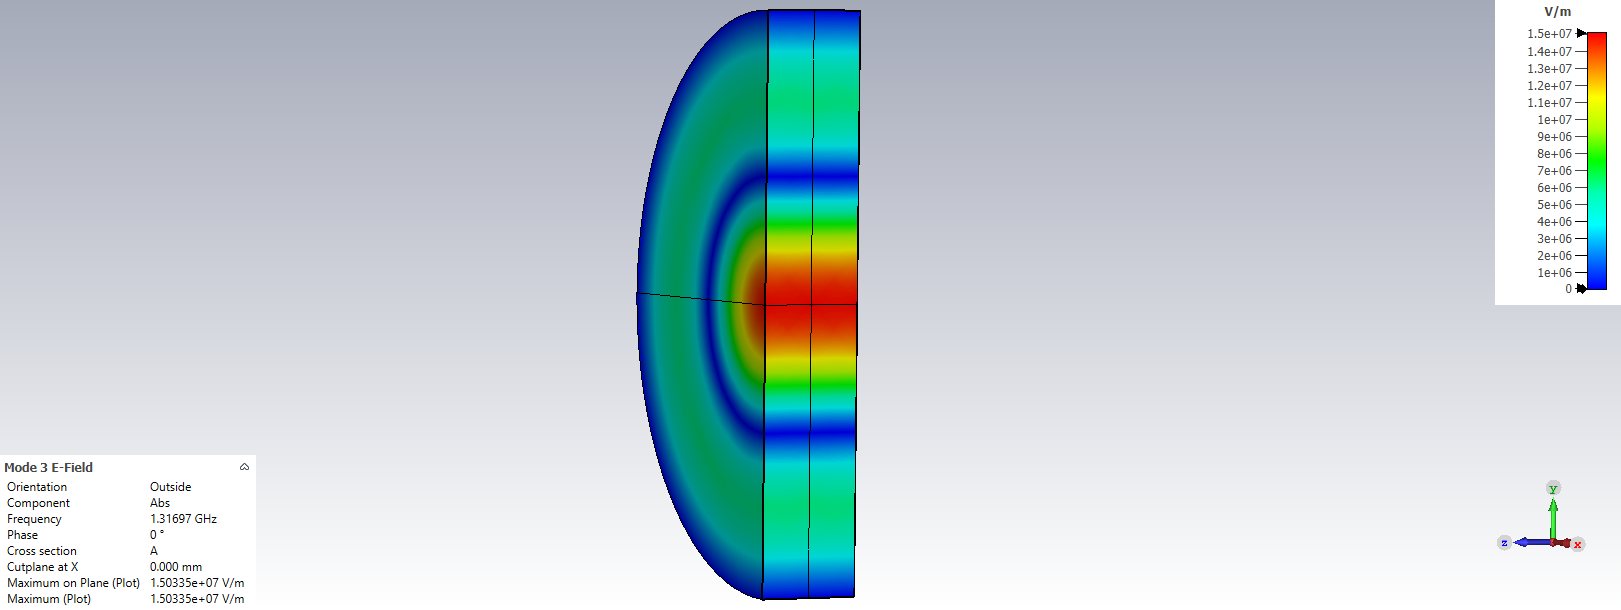 V/m
1.5e+07
1.4e+07
1.3e+07
1.2e+07
1.1e+07
1e+07
9e+06
8e+06
7e+06
6e+06
5e+06
4e+06
3e+06
2e+06
1e+06
0
Mode 3 E-Field
Orientation Outside
Component Abs
Frequency 1.31697 GHz
Phase 0 °
Cross section A
Cutplane at X 0.000 mm
Maximum on Plane (Plot) 1.50335e+07 V/m
Maximum (Plot) 1.50335e+07 V/m
y
z x